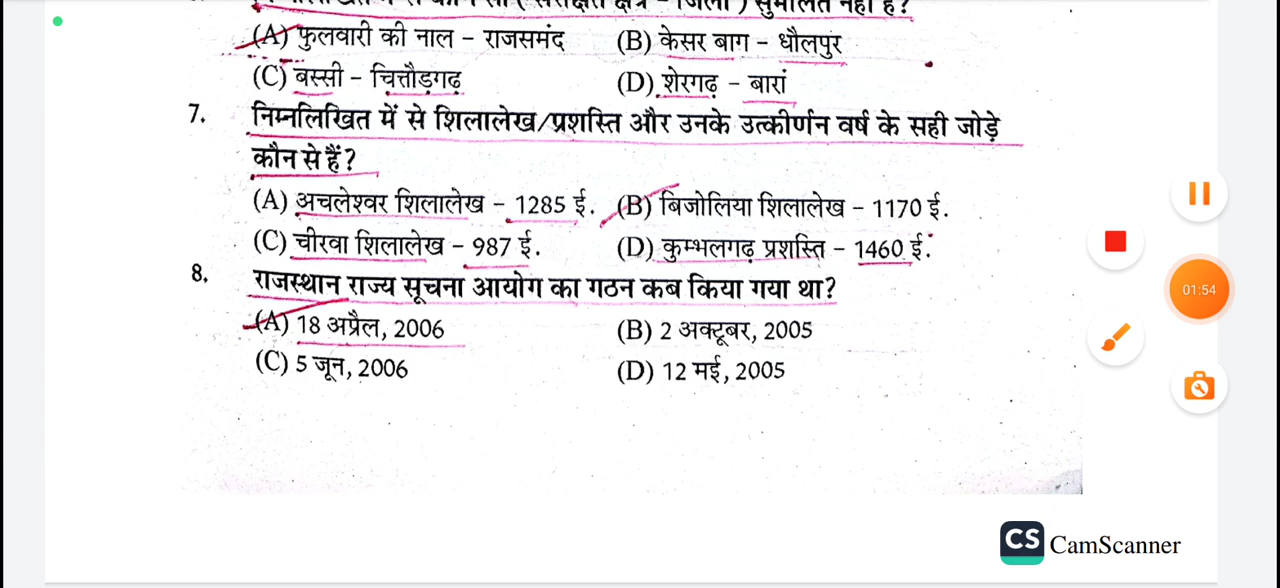 (A) फुलवारी की नाल – राजसमंद (B) केसर बाग – धौलपुर
(C) बस्सी – चित्तौड़गढ़ (D) शेरगढ़ – बारां
7. निम्नलिखित में से शिलालेख/प्रशस्ति और उनके उत्कीर्णन वर्ष के सही जोड़े
कौन से हैं?
(A) अचलेश्वर शिलालेख – 1285 ई. (B) बिजोलिया शिलालेख – 1170 ई.
(C) चीरवा शिलालेख – 987 ई. (D) कुम्भलगढ़ प्रशस्ति – 1460 ई.
8. राजस्थान राज्य सूचना आयोग का गठन कब किया गया था?
(A) 18 अप्रैल, 2006 (B) 2 अक्टूबर, 2005
(C) 5 जून, 2006 (D) 12 मई, 2005
01:54
CS CamScanner